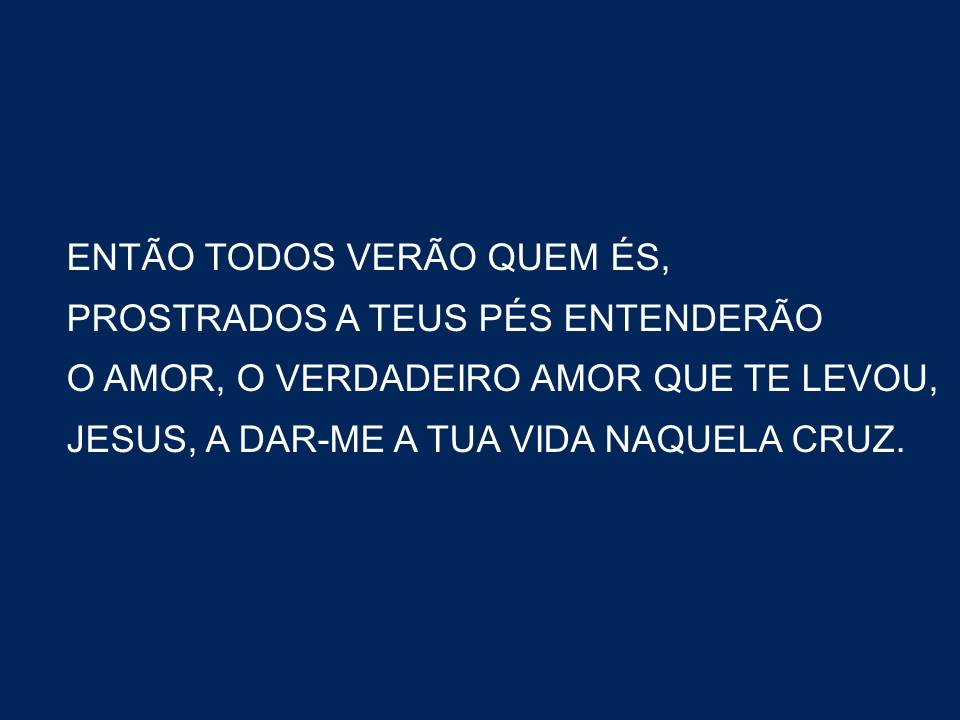 ENTÃO TODOS VERÃO QUEM ÉS,
PROSTRADOS A TEUS PÉS ENTENDERÃO
O AMOR, O VERDADEIRO AMOR QUE TE LEVOU,
JESUS, A DAR-ME A TUA VIDA NAQUELA CRUZ.